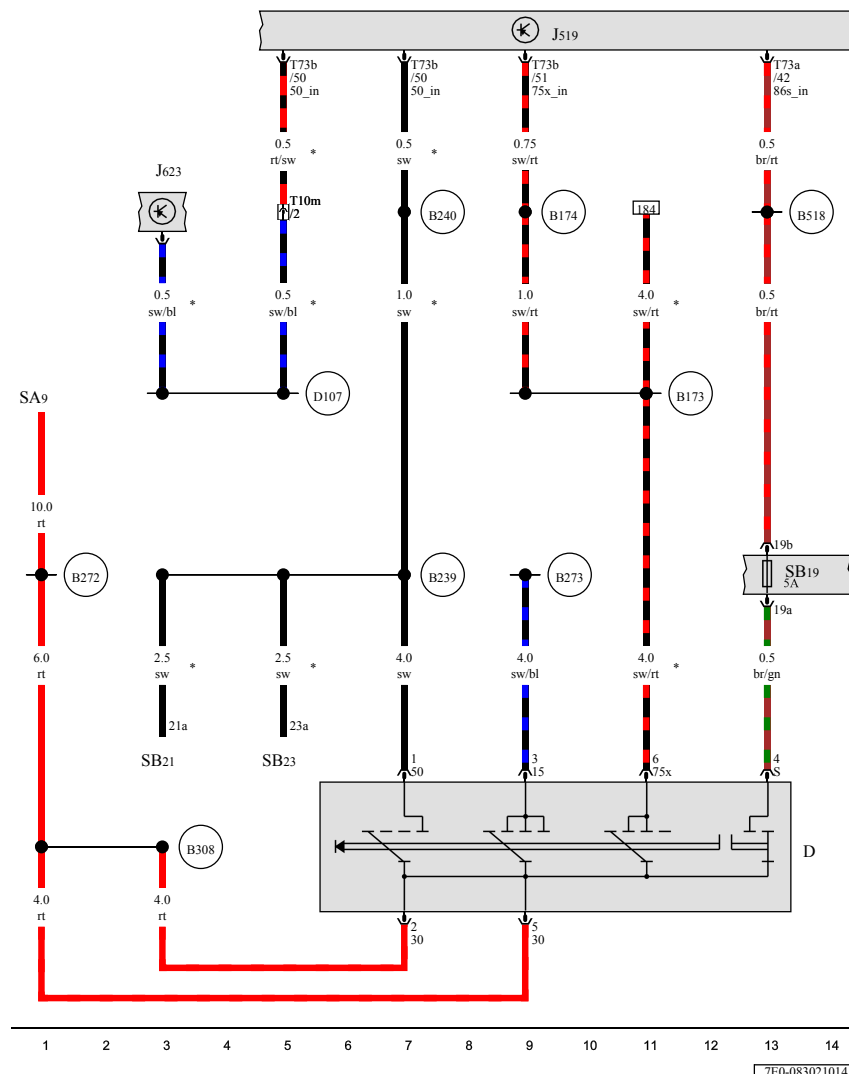 J519
T73b
/50
50_in
T73b
/50
50_in
T73b
/51
75x_in
T73a
/42
86s_in
0.5
rt/sw
*
0.5
sw
*
0.75
sw/rt
0.5
br/rt
J623
T10m
/2
B240
B174
184
B518
0.5
sw/bl
*
0.5
sw/bl
*
1.0
sw
*
1.0
sw/rt
4.0
sw/rt
*
0.5
br/rt
SA9
D107
B173
10.0
rt
19b
B272
B239
B273
SB19
5A
19a
6.0
rt
2.5
sw
*
2.5
sw
*
4.0
sw
4.0
sw/bl
4.0
sw/rt
*
0.5
br/gn
21a
23a
SB21
SB23
1
50
3
15
6
75x
4
S
B308
D
4.0
rt
4.0
rt
2
30
5
30
1 2 3 4 5 6 7 8 9 10 11 12 13 14